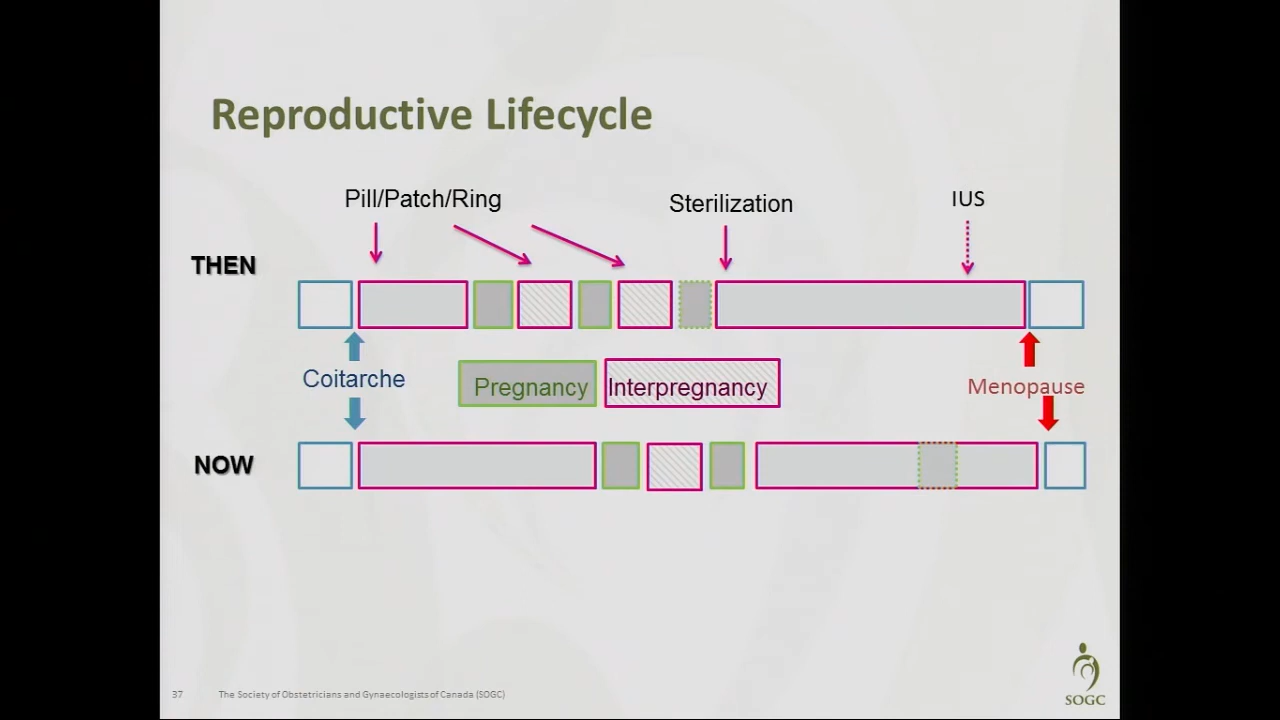 Reproductive Lifecycle
Pill/Patch/Ring
Sterilization
IUS
THEN
Coitarche
Pregnancy
Interpregnancy
Menopause
NOW
37
The Society of Obstetricians and Gynaecologists of Canada (SOGC)
SOGC